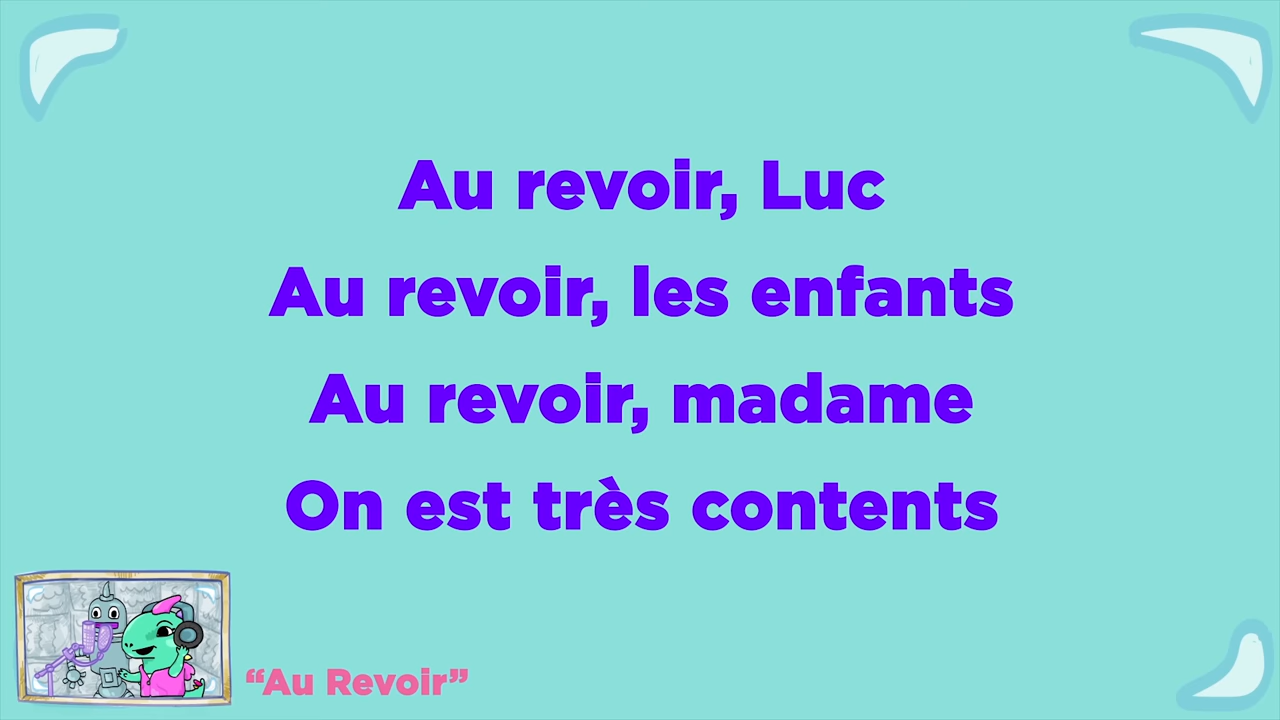 Au revoir, Luc
Au revoir, les enfants
Au revoir, madame
On est très contents
“Au Revoir”